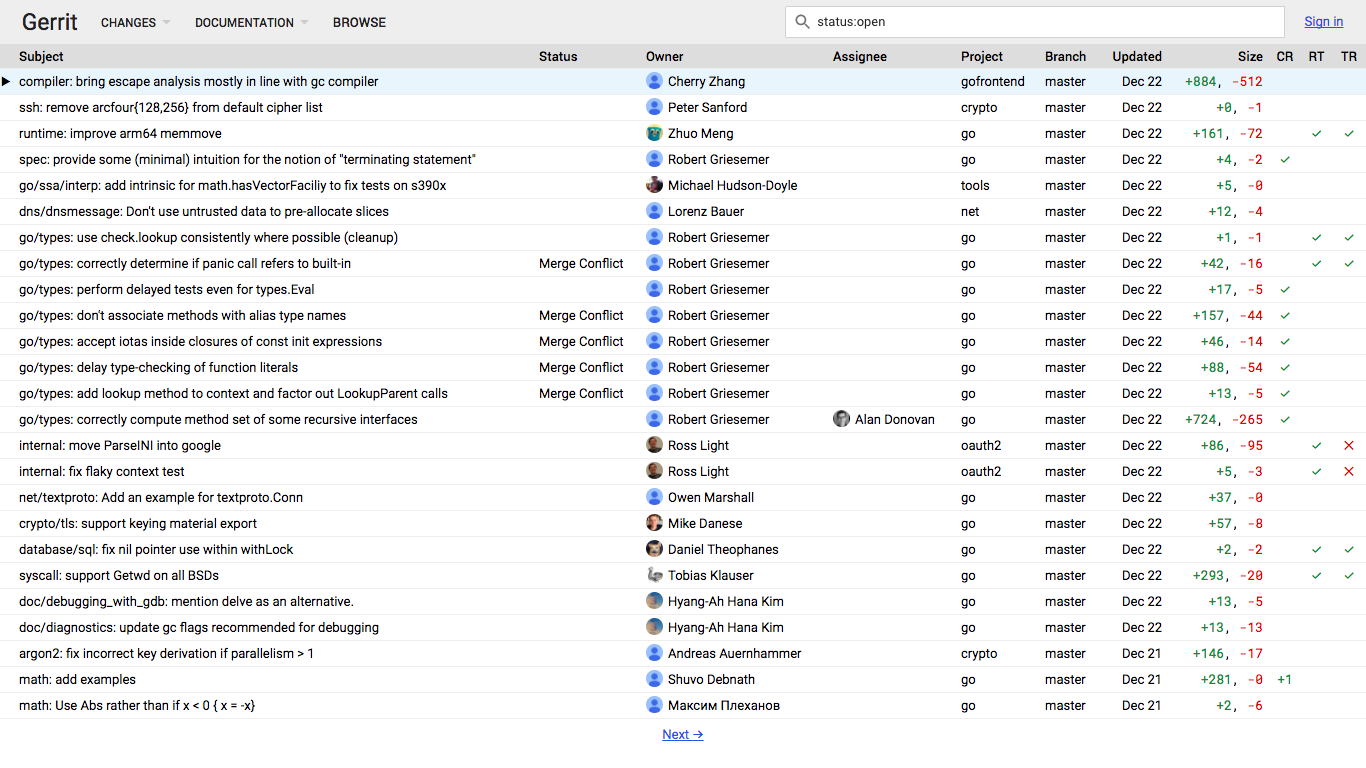 Gerrit CHANGES DOCUMENTATION BROWSE status:open Sign in
Subject Status Owner Assignee Project Branch Updated Size CR RT TR
compiler: bring escape analysis mostly in line with gc compiler Cherry Zhang gofrontend master Dec 22 +884, -512
ssh: remove arcfour{128,256} from default cipher list Peter Sanford crypto master Dec 22 +0, -1
runtime: improve arm64 memmove Zhuo Meng go master Dec 22 +161, -72 ✓ ✓
spec: provide some (minimal) intuition for the notion of "terminating statement" Robert Griesemer go master Dec 22 +4, -2 ✓
go/ssa/interp: add intrinsic for math.hasVectorFaciliy to fix tests on s390x Michael Hudson-Doyle tools master Dec 22 +5, -0
dns/dnsmessage: Don't use untrusted data to pre-allocate slices Lorenz Bauer net master Dec 22 +12, -4
go/types: use check.lookup consistently where possible (cleanup) Robert Griesemer go master Dec 22 +1, -1 ✓ ✓
go/types: correctly determine if panic call refers to built-in Merge Conflict Robert Griesemer go master Dec 22 +42, -16 ✓ ✓
go/types: perform delayed tests even for types.Eval Robert Griesemer go master Dec 22 +17, -5 ✓
go/types: don't associate methods with alias type names Merge Conflict Robert Griesemer go master Dec 22 +157, -44 ✓
go/types: accept iotas inside closures of const init expressions Merge Conflict Robert Griesemer go master Dec 22 +46, -14 ✓
go/types: delay type-checking of function literals Merge Conflict Robert Griesemer go master Dec 22 +88, -54 ✓
go/types: add lookup method to context and factor out LookupParent calls Merge Conflict Robert Griesemer go master Dec 22 +13, -5 ✓
go/types: correctly compute method set of some recursive interfaces Robert Griesemer Alan Donovan go master Dec 22 +724, -265 ✓
internal: move ParseINI into google Ross Light oauth2 master Dec 22 +86, -95 ✓ ✕
internal: fix flaky context test Ross Light oauth2 master Dec 22 +5, -3 ✓ ✕
net/textproto: Add an example for textproto.Conn Owen Marshall go master Dec 22 +37, -0
crypto/tls: support keying material export Mike Danese go master Dec 22 +57, -8
database/sql: fix nil pointer use within withLock Daniel Theophanes go master Dec 22 +2, -2 ✓ ✓
syscall: support Getwd on all BSDs Tobias Klauser go master Dec 22 +293, -20 ✓ ✓
doc/debugging_with_gdb: mention delve as an alternative. Hyang-Ah Hana Kim go master Dec 22 +13, -5
doc/diagnostics: update gc flags recommended for debugging Hyang-Ah Hana Kim go master Dec 22 +13, -13
argon2: fix incorrect key derivation if parallelism > 1 Andreas Auernhammer crypto master Dec 21 +146, -17
math: add examples Shuvo Debnath go master Dec 21 +281, -0 +1
math: Use Abs rather than if x < 0 { x = -x} Максим Плеханов go master Dec 21 +2, -6
Next →